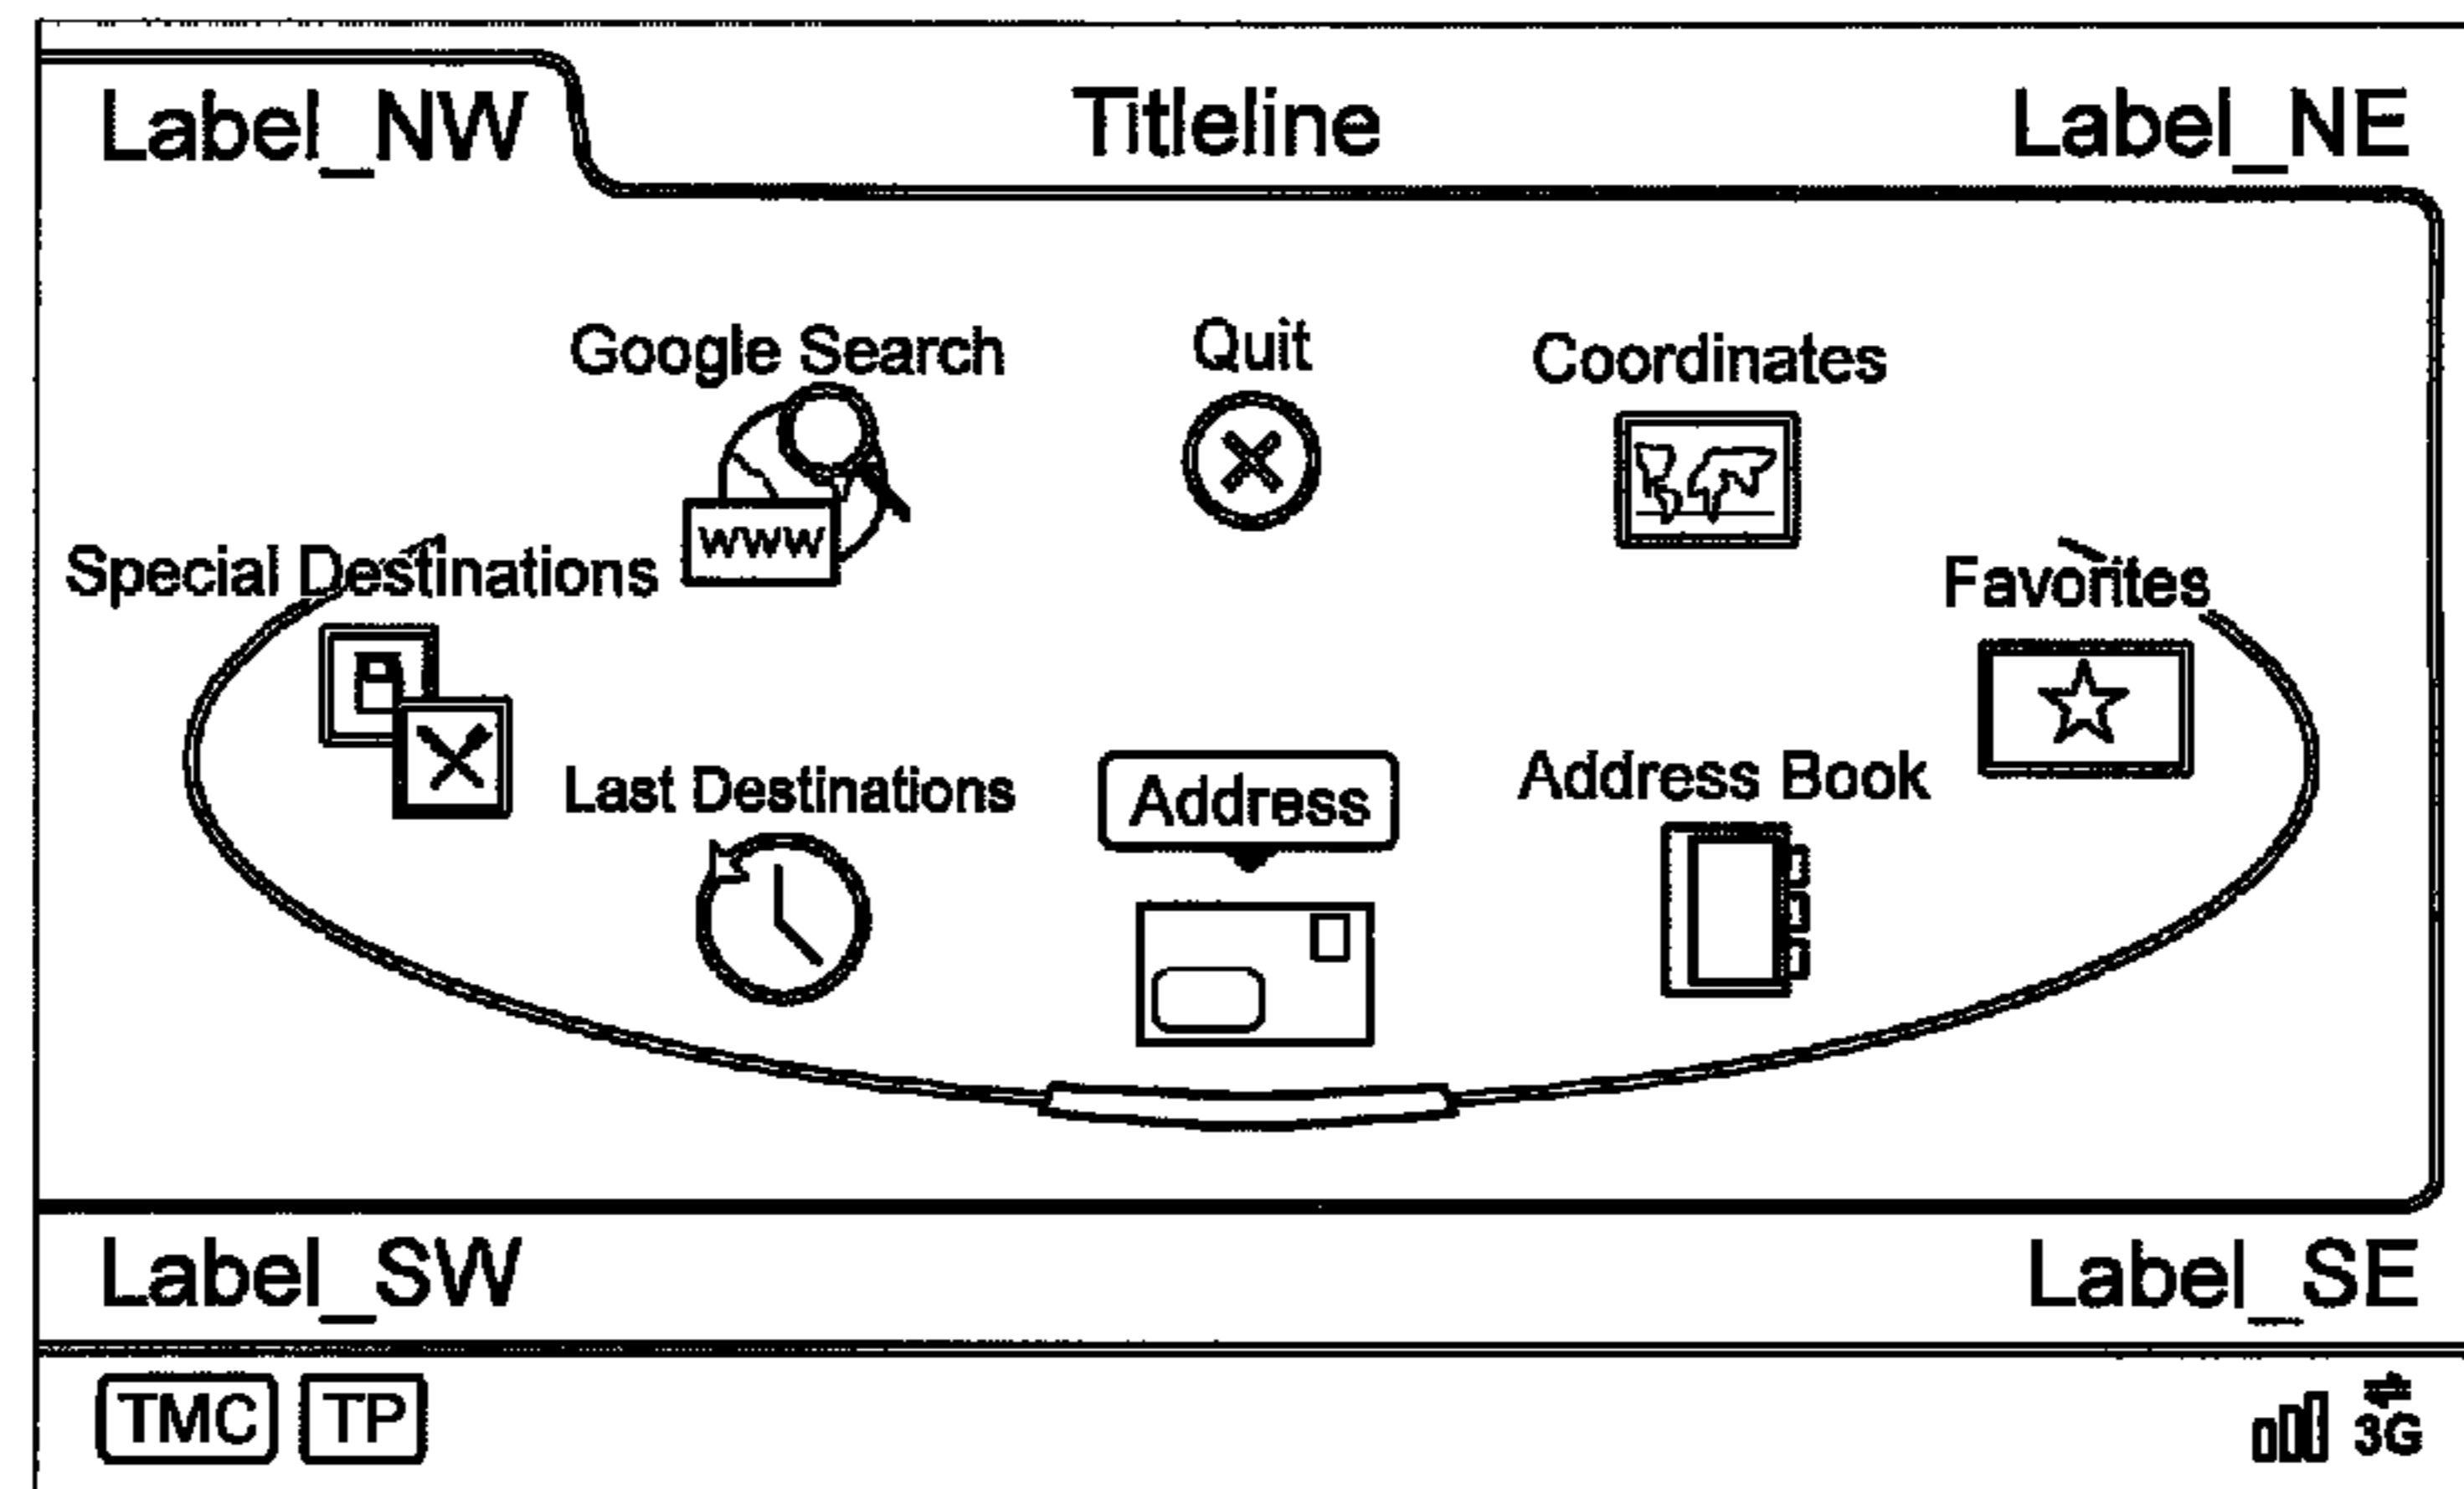 Label_NW Titleline Label_NE
Google Search
Quit
Coordinates
www
Special Destinations
Favorites
Last Destinations
Address
Address Book
Label_SW Label_SE
TMC TP 3G